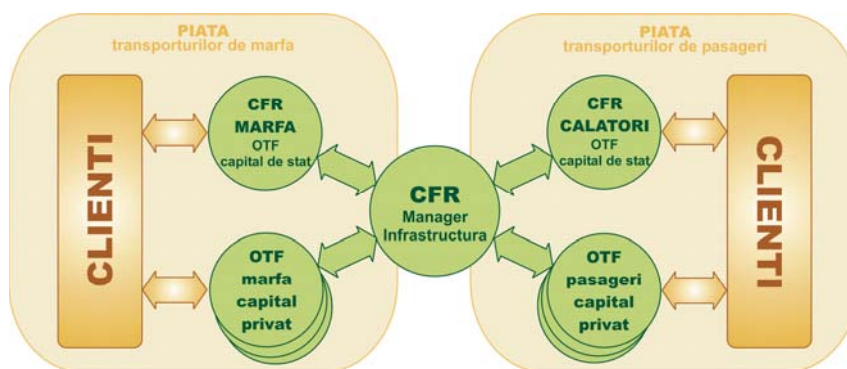 PIATA
transporturilor de marfa
CLIENTI
CFR
MARFA
OTF
capital de stat
OTF
marfa
capital
privat
CFR
Manager
Infrastructura
PIATA
transporturilor de pasageri
CFR
CALATORI
OTF
capital de stat
OTF
pasageri
capital
privat
CLIENTI